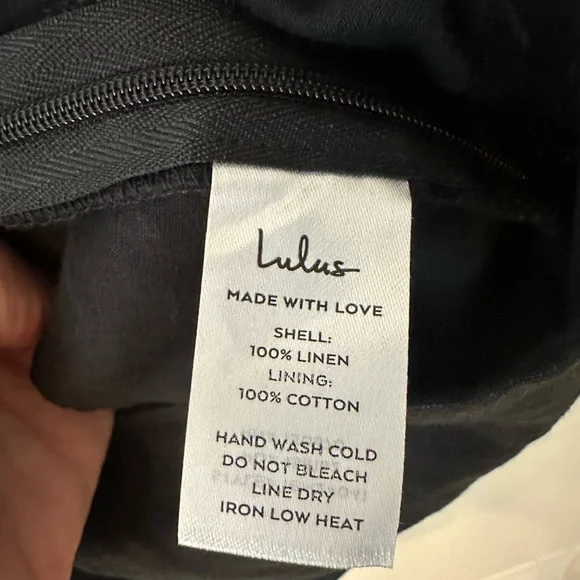 Lulus
MADE WITH LOVE
SHELL:
100% LINEN
LINING:
100% COTTON
HAND WASH COLD
DO NOT BLEACH
LINE DRY
IRON LOW HEAT